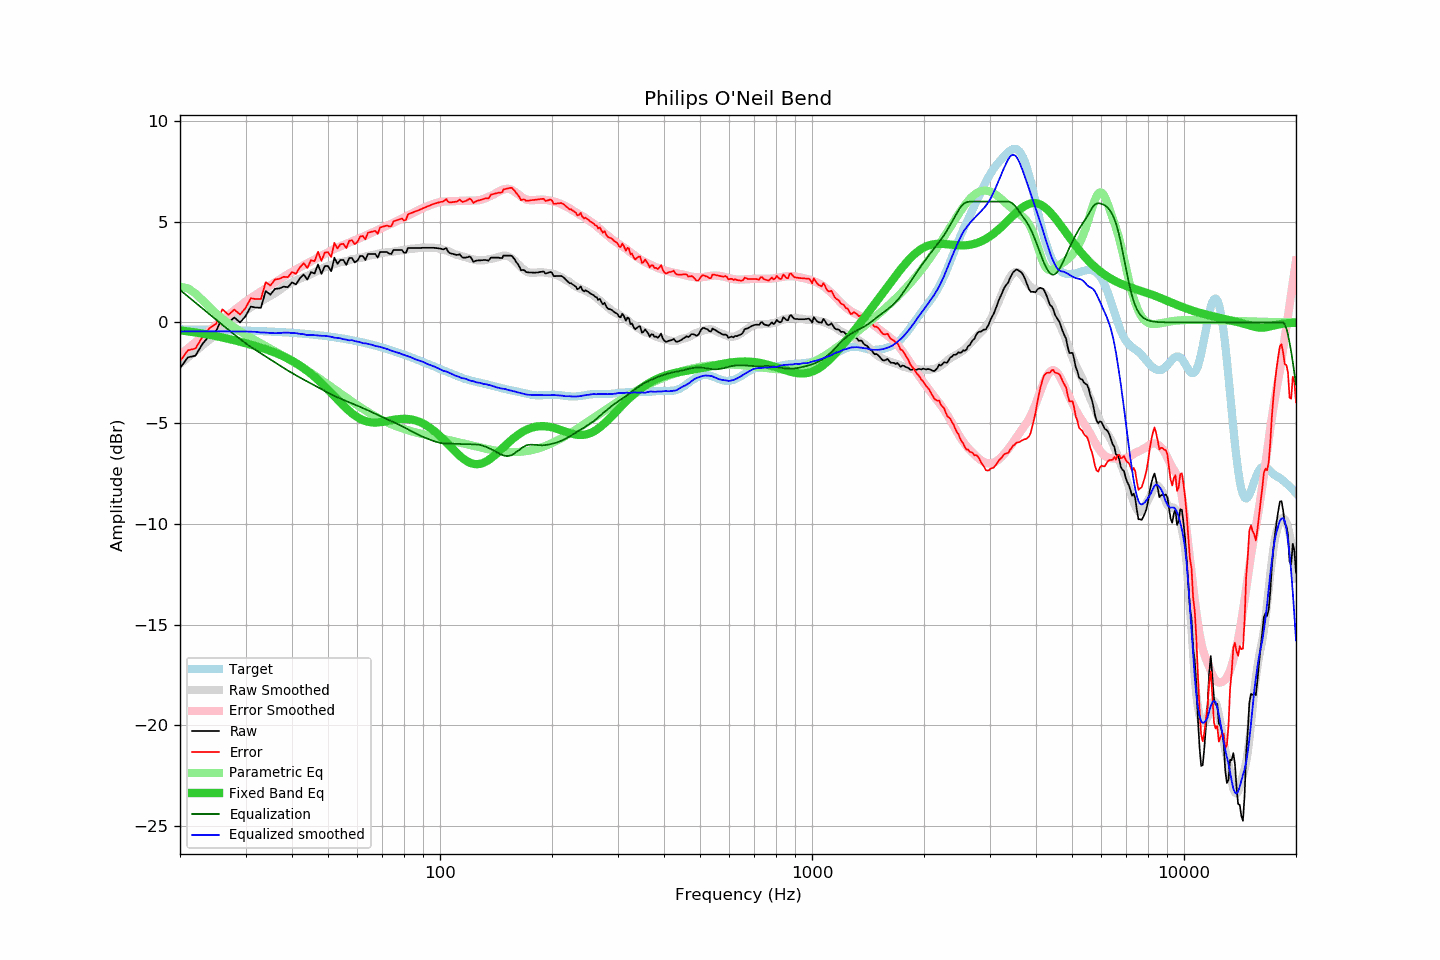 Philips O'Neil Bend
10
5
0
−5
−10
−15
−20
−25
Amplitude (dBr)
Target
Raw Smoothed
Error Smoothed
Raw
Error
Parametric Eq
Fixed Band Eq
Equalization
Equalized smoothed
100
1000
10000
Frequency (Hz)